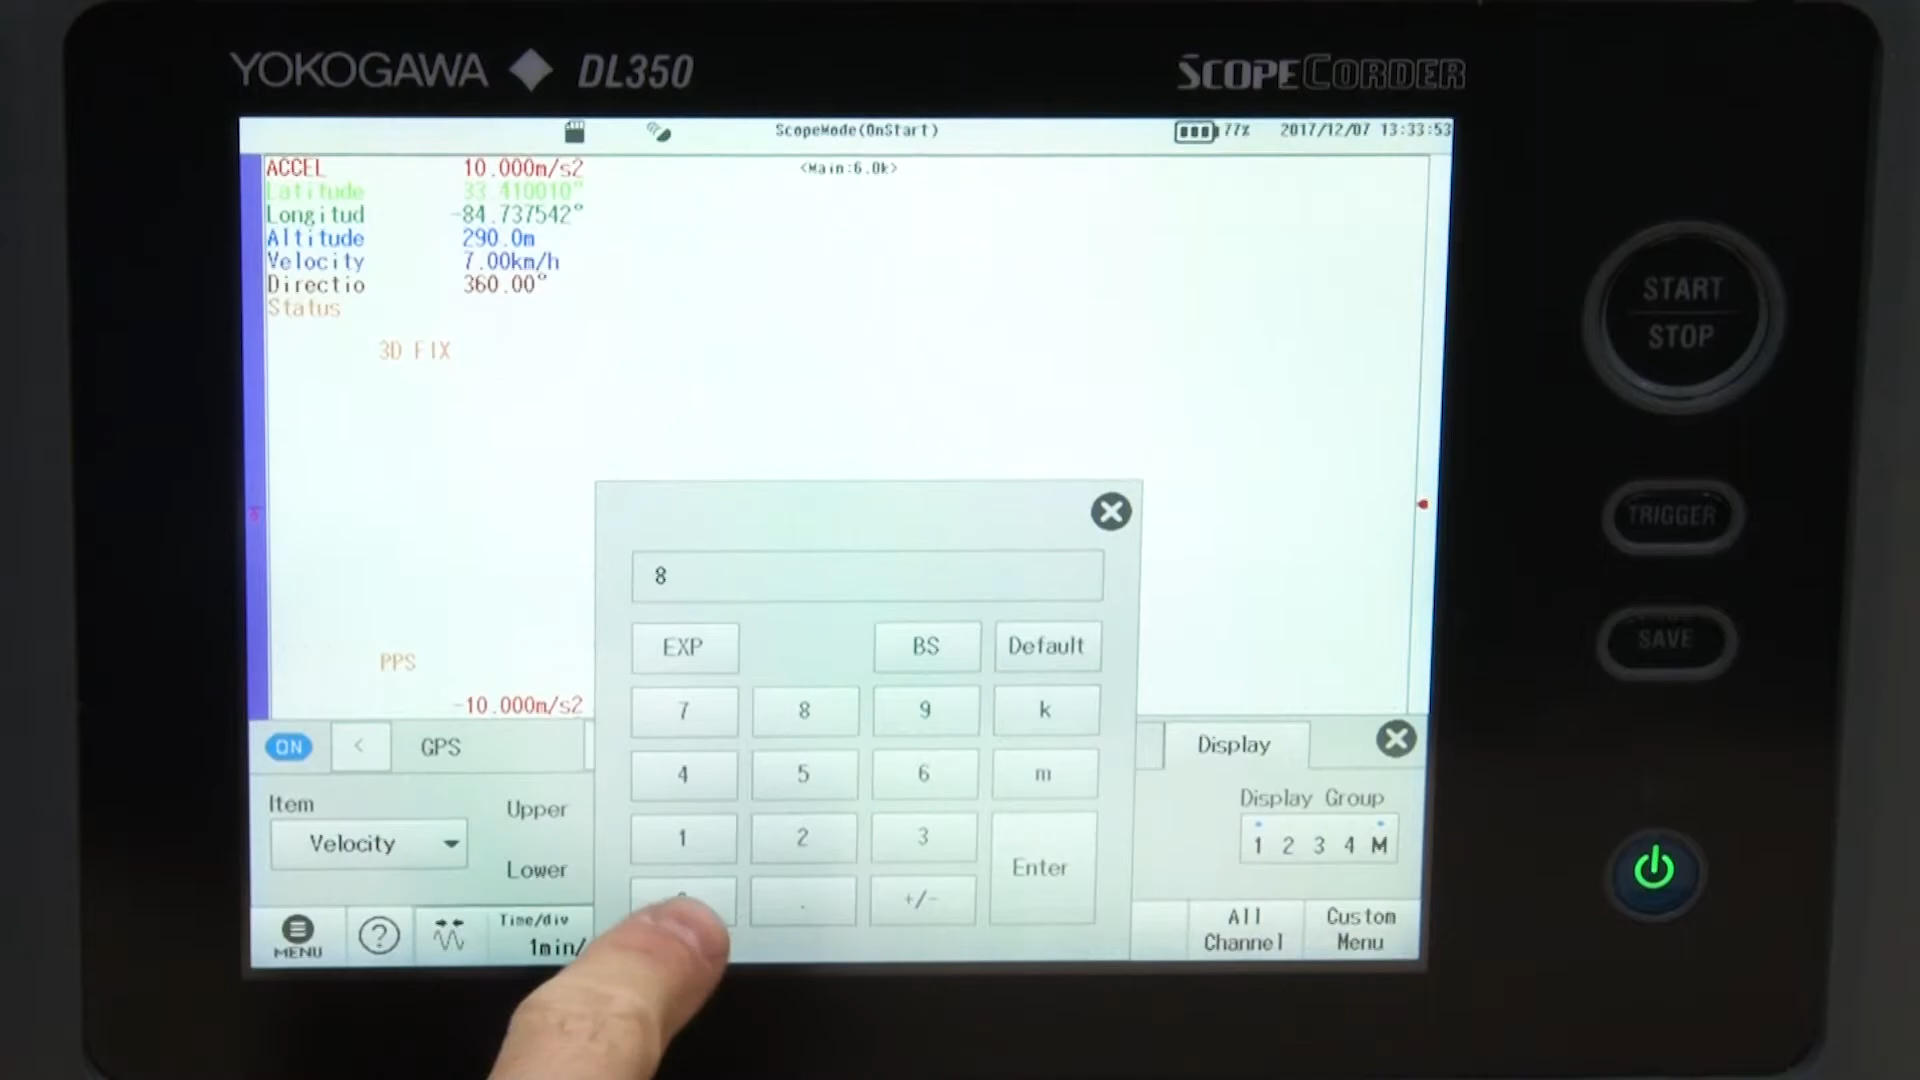 YOKOGAWA ◆ DL350
SCOPECORDER
ScopeMode(OnStart)
77%
2017/12/07 13:33:53
<Main:6.0k>
ACCEL 10.000m/s2
Latitude 33.410010°
Longitud -84.737542°
Altitude 290.0m
Velocity 7.00km/h
Directio 360.00°
Status
3D FIX
PPS
-10.000m/s2
START
STOP
TRIGGER
SAVE
8
EXP BS Default
7 8 9 k
4 5 6 m
1 2 3
. +/- Enter
ON < GPS
Display
Item
Velocity
Upper
Lower
Display Group
1 2 3 4 M
MENU
?
Time/div
1min/
All
Channel
Custom
Menu